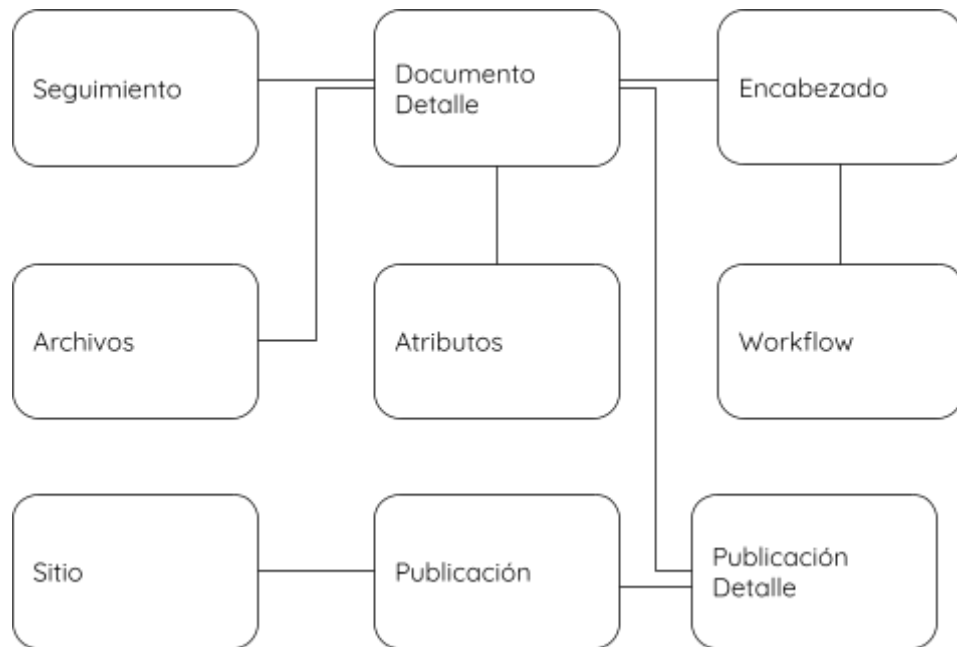 Seguimiento
Documento
Detalle
Encabezado
Archivos
Atributos
Workflow
Sitio
Publicación
Publicación
Detalle